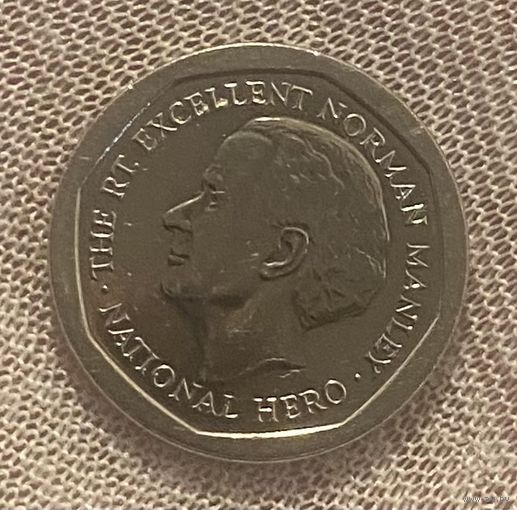 · THE RT. EXCELLENT NORMAN MANLEY ·
NATIONAL HERO